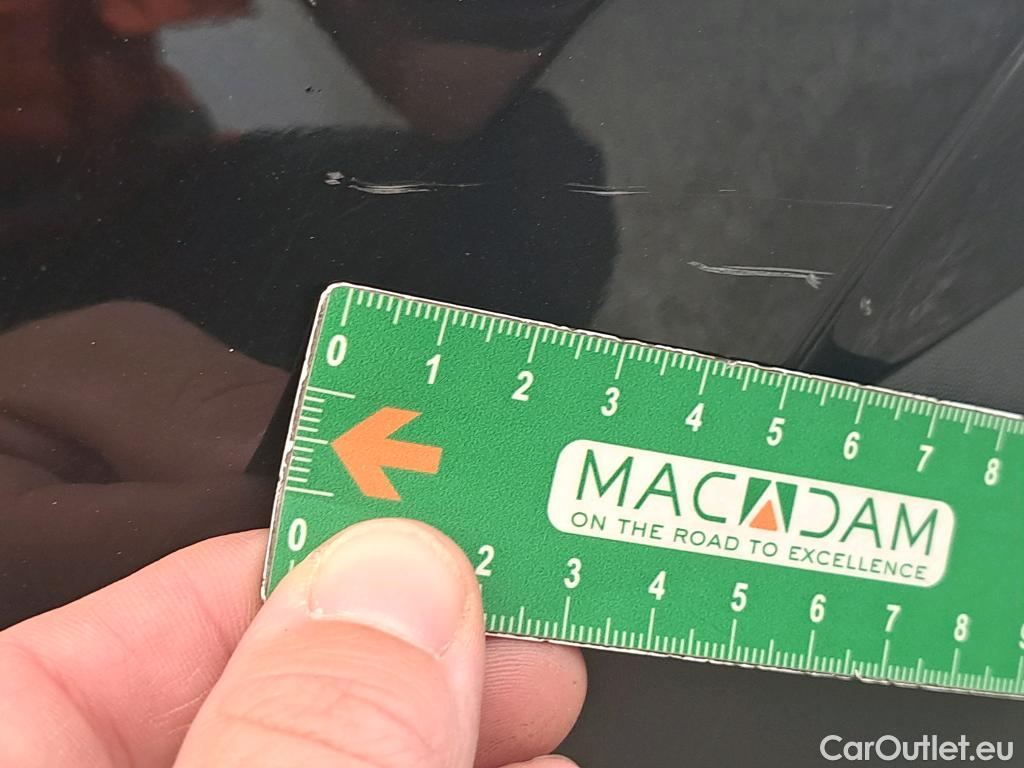 0 1 2 3 4 5 6 7 8
MACADAM
ON THE ROAD TO EXCELLENCE
0 2 3 4 5 6 7 8
CarOutlet.eu